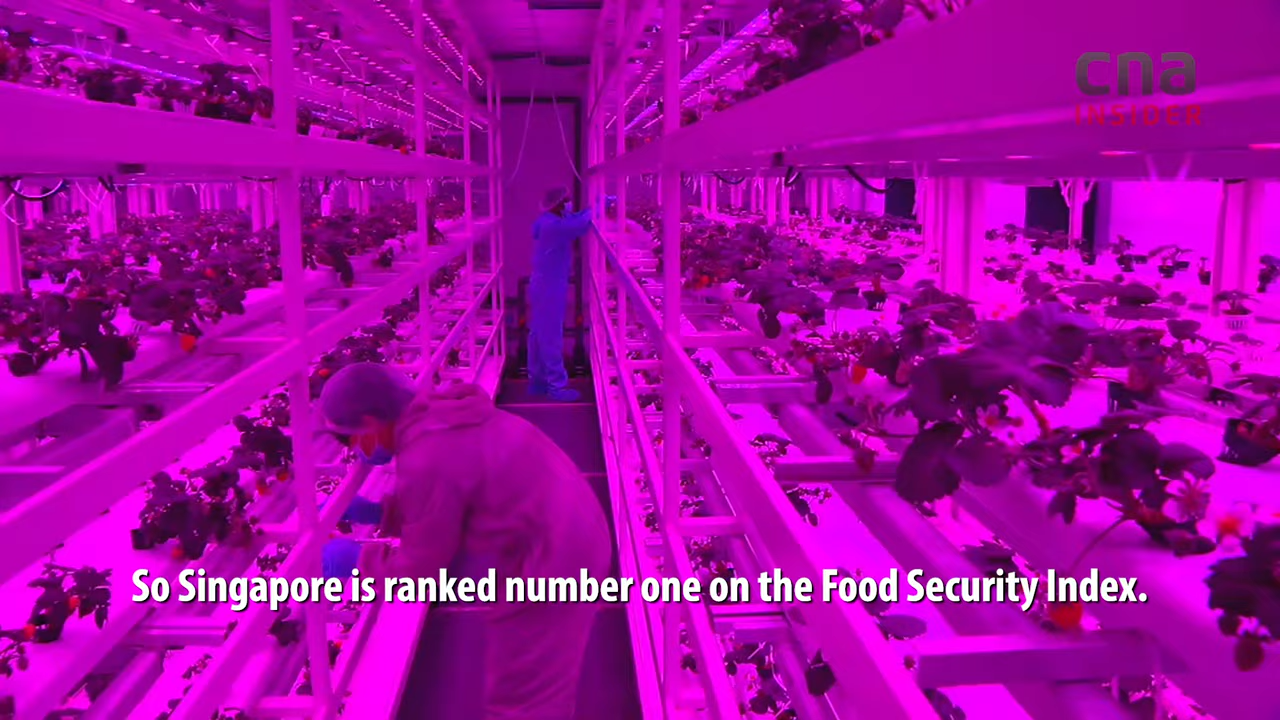 cna
INSIDER
So Singapore is ranked number one on the Food Security Index.